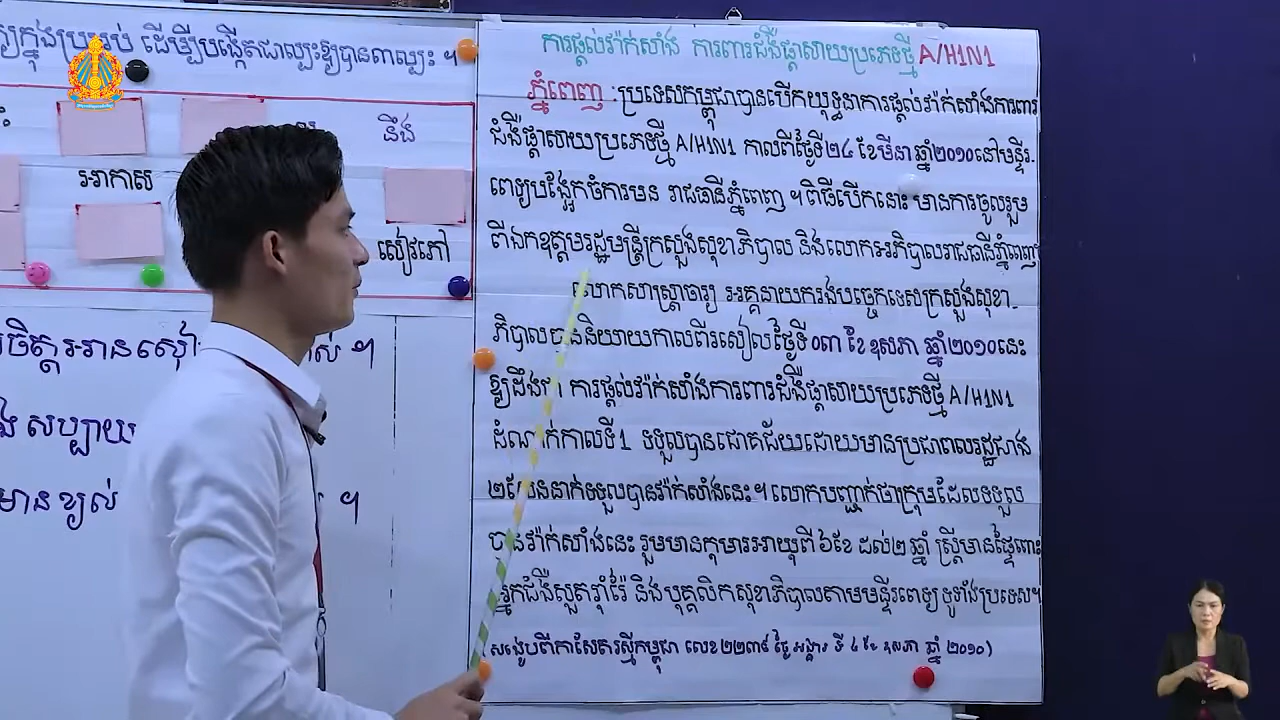 ដើម្បីបង្កើតជាល្បះឱ្យបានពាល្បះ ។
នឹង
អាកាស
សៀវភៅ
ចិត្តអានសៀវ
សប្បាយ
មានខ្យល់
ការផ្តល់វ៉ាក់សាំង ការពារជំងឺផ្តាសាយប្រភេទថ្មី A/H1N1
ភ្នំពេញ : ប្រទេសកម្ពុជាបានបើកយុទ្ធនាការផ្តល់វ៉ាក់សាំងការពារ
ជំងឺផ្តាសាយប្រភេទថ្មី A/H1N1 កាលពីថ្ងៃទី២៤ ខែមីនា ឆ្នាំ២០១០នៅមន្ទីរ-
ពេទ្យបង្អែកចំការមន រាជធានីភ្នំពេញ ។ ពិធីបើកនោះ មានការចូលរួម
ពីឯកឧត្តមរដ្ឋមន្ត្រីក្រសួងសុខាភិបាល និងលោកអភិបាលរាជធានីភ្នំពេញ
លោកសាស្ត្រាចារ្យ អគ្គនាយករងបច្ចេកទេសក្រសួងសុខា-
ភិបាលបាននិយាយកាលពីរសៀលថ្ងៃទី ០៣ ខែ ឧសភា ឆ្នាំ២០១០នេះ
ឱ្យដឹងថា ការផ្តល់វ៉ាក់សាំងការពារជំងឺផ្តាសាយប្រភេទថ្មី A/H1N1
ដំណាក់កាលទី1 ទទួលបានជោគជ័យដោយមានប្រជាពលរដ្ឋជាង
២សែននាក់ទទួលបានវ៉ាក់សាំងនេះ។ លោកបញ្ជាក់ថាក្រុមដែលទទួល
បានវ៉ាក់សាំងនេះ រួមមានកុមារអាយុពី ៦ខែ ដល់២ ឆ្នាំ ស្ត្រីមានផ្ទៃពោះ
អ្នកជំងឺស្លូតរ៉ាំរ៉ៃ និងបុគ្គលិកសុខាភិបាលតាមមន្ទីរពេទ្យ ទូទាំងប្រទេស។
(សង្ខេបពីកាសែតរស្មីកម្ពុជា លេខ២២៣៩ ថ្ងៃ អង្គារ ទី ៤ ខែ ឧសភា ឆ្នាំ ២០១០)